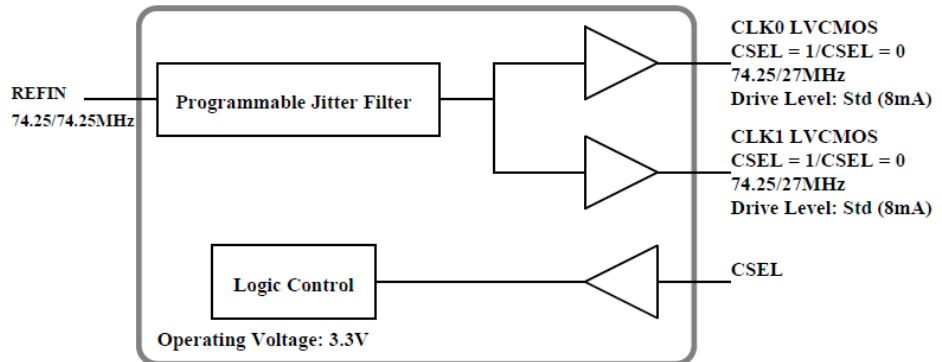 REFIN
74.25/74.25MHz
Programmable Jitter Filter
CLK0 LVCMOS
CSEL = 1/CSEL = 0
74.25/27MHz
Drive Level: Std (8mA)
CLK1 LVCMOS
CSEL = 1/CSEL = 0
74.25/27MHz
Drive Level: Std (8mA)
Logic Control
CSEL
Operating Voltage: 3.3V